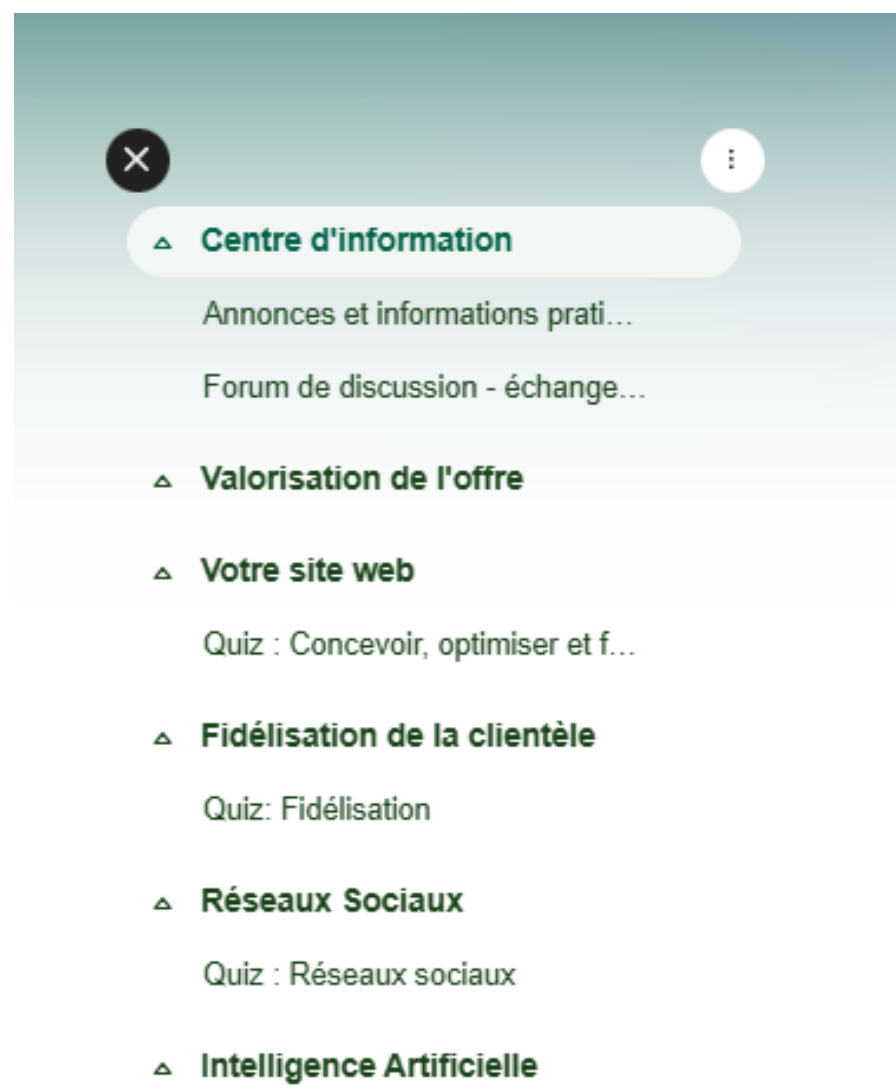 Centre d'information
Annonces et informations prati...
Forum de discussion - échange...
Valorisation de l'offre
Votre site web
Quiz : Concevoir, optimiser et f...
Fidélisation de la clientèle
Quiz: Fidélisation
Réseaux Sociaux
Quiz : Réseaux sociaux
Intelligence Artificielle